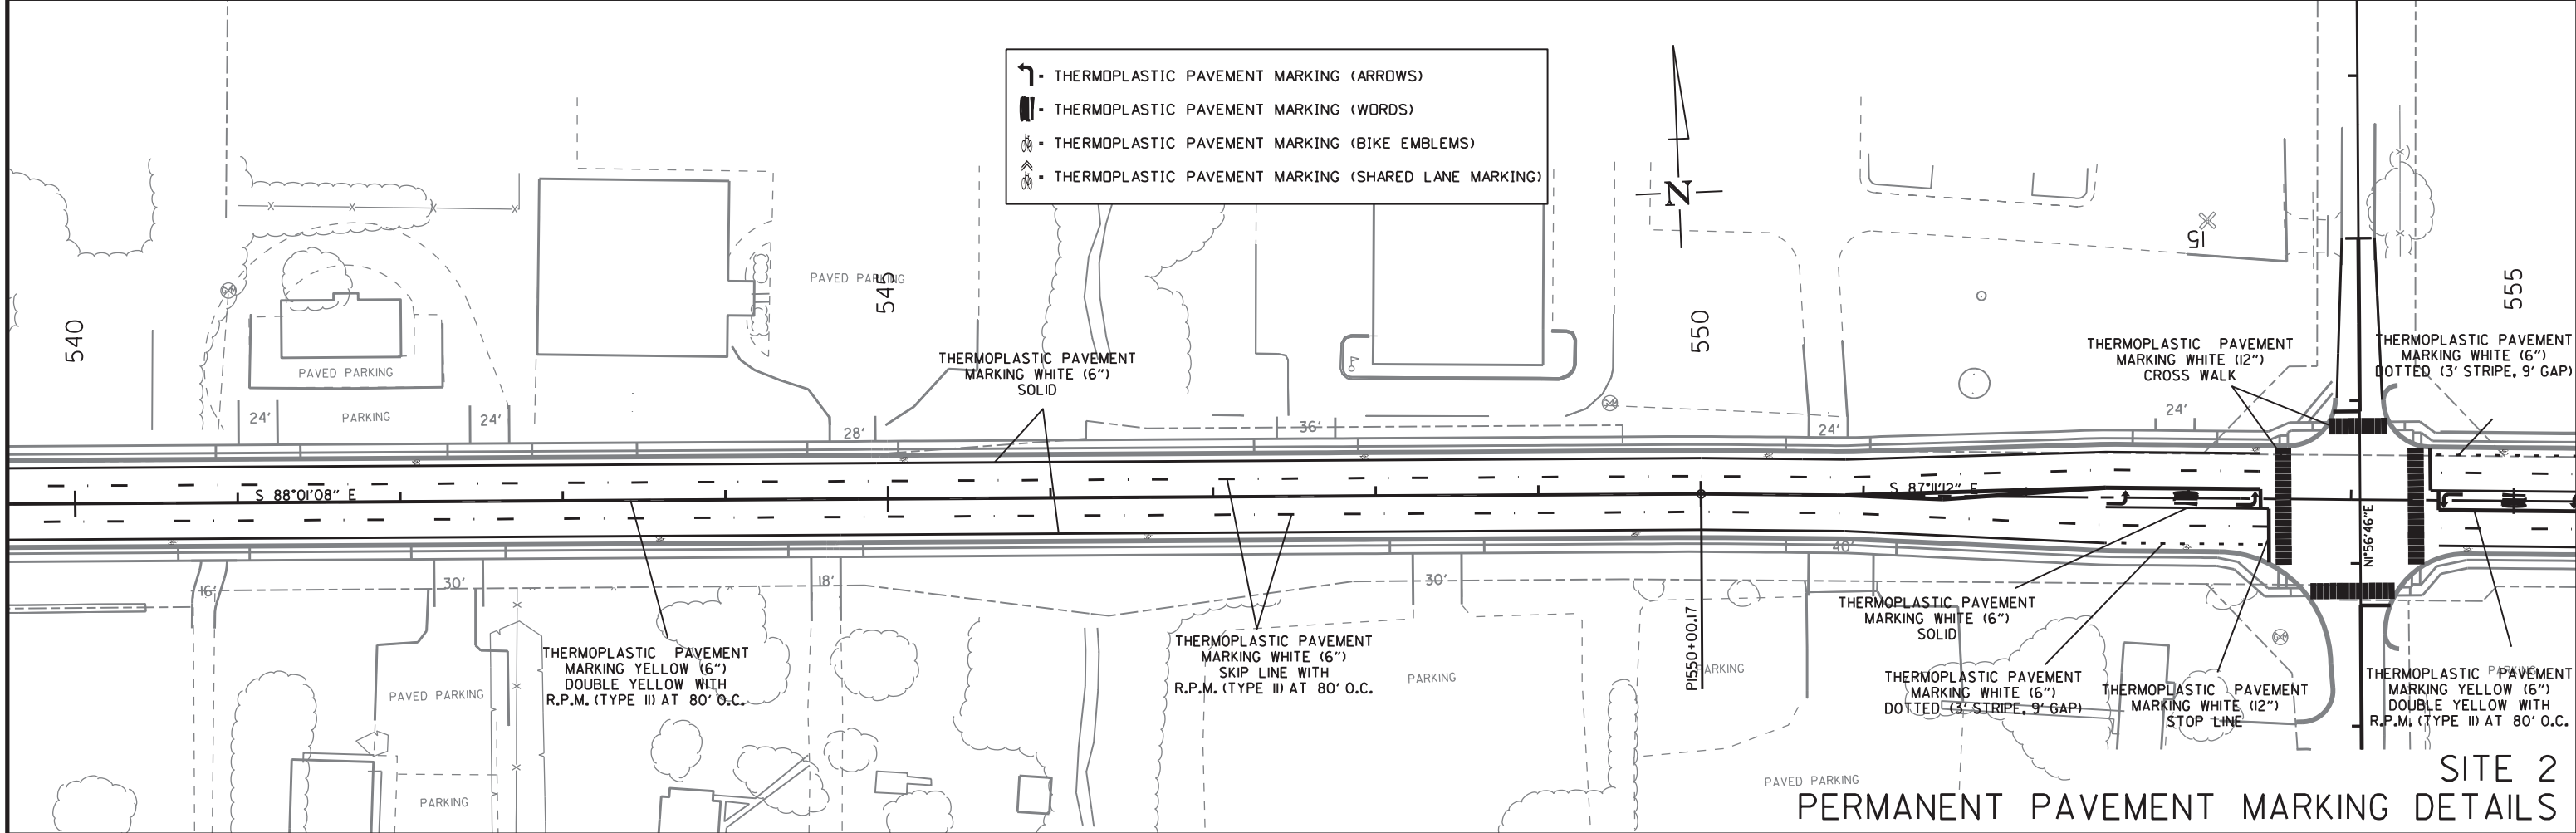 - THERMOPLASTIC PAVEMENT MARKING (ARROWS)
- THERMOPLASTIC PAVEMENT MARKING (WORDS)
- THERMOPLASTIC PAVEMENT MARKING (BIKE EMBLEMS)
- THERMOPLASTIC PAVEMENT MARKING (SHARED LANE MARKING)
N
15
540
545
550
555
PAVED PARKING
PAVED PARKING
PARKING
THERMOPLASTIC PAVEMENT
MARKING WHITE (6")
SOLID
THERMOPLASTIC PAVEMENT
MARKING WHITE (12")
CROSS WALK
THERMOPLASTIC PAVEMENT
MARKING WHITE (6")
DOTTED (3' STRIPE, 9' GAP)
24'
24'
28'
36'
24'
24'
S 88°01'08" E
S 87°11'12" E
N1°56'46"E
16'
30'
18'
30'
40'
PI550+00.17
THERMOPLASTIC PAVEMENT
MARKING YELLOW (6")
DOUBLE YELLOW WITH
R.P.M. (TYPE II) AT 80' O.C.
THERMOPLASTIC PAVEMENT
MARKING WHITE (6")
SKIP LINE WITH
R.P.M. (TYPE II) AT 80' O.C.
THERMOPLASTIC PAVEMENT
MARKING WHITE (6")
SOLID
THERMOPLASTIC PAVEMENT
MARKING WHITE (6")
DOTTED (3' STRIPE, 9' GAP)
THERMOPLASTIC PAVEMENT
MARKING WHITE (12")
STOP LINE
THERMOPLASTIC PAVEMENT
MARKING YELLOW (6")
DOUBLE YELLOW WITH
R.P.M. (TYPE II) AT 80' O.C.
PAVED PARKING
PARKING
PARKING
PARKING
PARKING
PAVED PARKING
SITE 2
PERMANENT PAVEMENT MARKING DETAILS